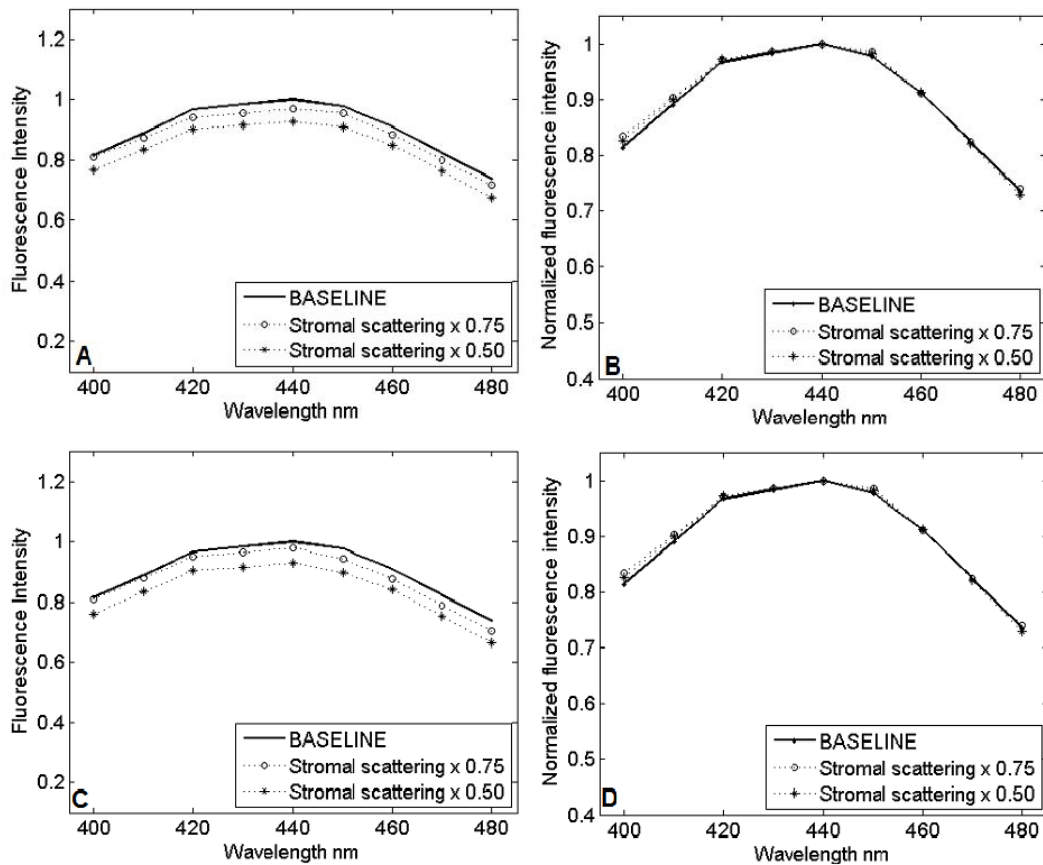 1.2
1
0.8
0.6
0.4
0.2
Fluorescence Intensity
BASELINE
Stromal scattering x 0.75
Stromal scattering x 0.50
A
400 420 440 460 480
Wavelength nm
1
0.9
0.8
0.7
0.6
0.5
0.4
Normalized fluorescence intensity
BASELINE
Stromal scattering x 0.75
Stromal scattering x 0.50
B
400 420 440 460 480
Wavelength nm
1.2
1
0.8
0.6
0.4
0.2
Fluorescence Intensity
BASELINE
Stromal scattering x 0.75
Stromal scattering x 0.50
C
400 420 440 460 480
Wavelength nm
1
0.9
0.8
0.7
0.6
0.5
0.4
Normalized fluorescence intensity
BASELINE
Stromal scattering x 0.75
Stromal scattering x 0.50
D
400 420 440 460 480
Wavelength nm